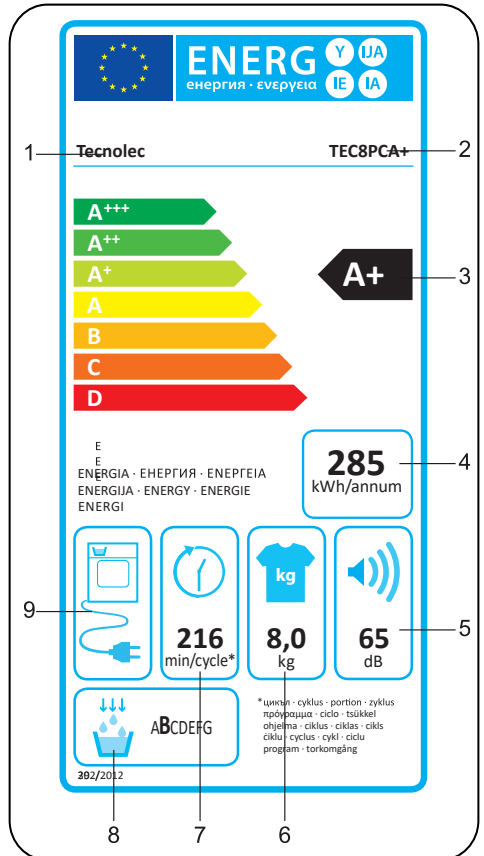 ENERG Y IJA
енергия · ενεργεια IE IA
1 Tecnolec TEC8PCA+ 2
A+++
A++
A+ A+ 3
A
B
C
D
E
E
E
ENERGIA · ЕНЕРГИЯ · ΕΝΕΡΓΕΙΑ
ENERGIJA · ENERGY · ENERGIE
ENERGI
285 4
kWh/annum
9
216
min/cycle*
kg
8,0
kg
65 5
dB
ABCDEFG
*цикъл · cyklus · portion · zyklus
πρόγραμμα · ciclo · tsükkel
ohjelma · ciklus · ciklas · cikls
ċiklu · cyclus · cykl · ciclu
program · torkomgång
/2012
8 7 6